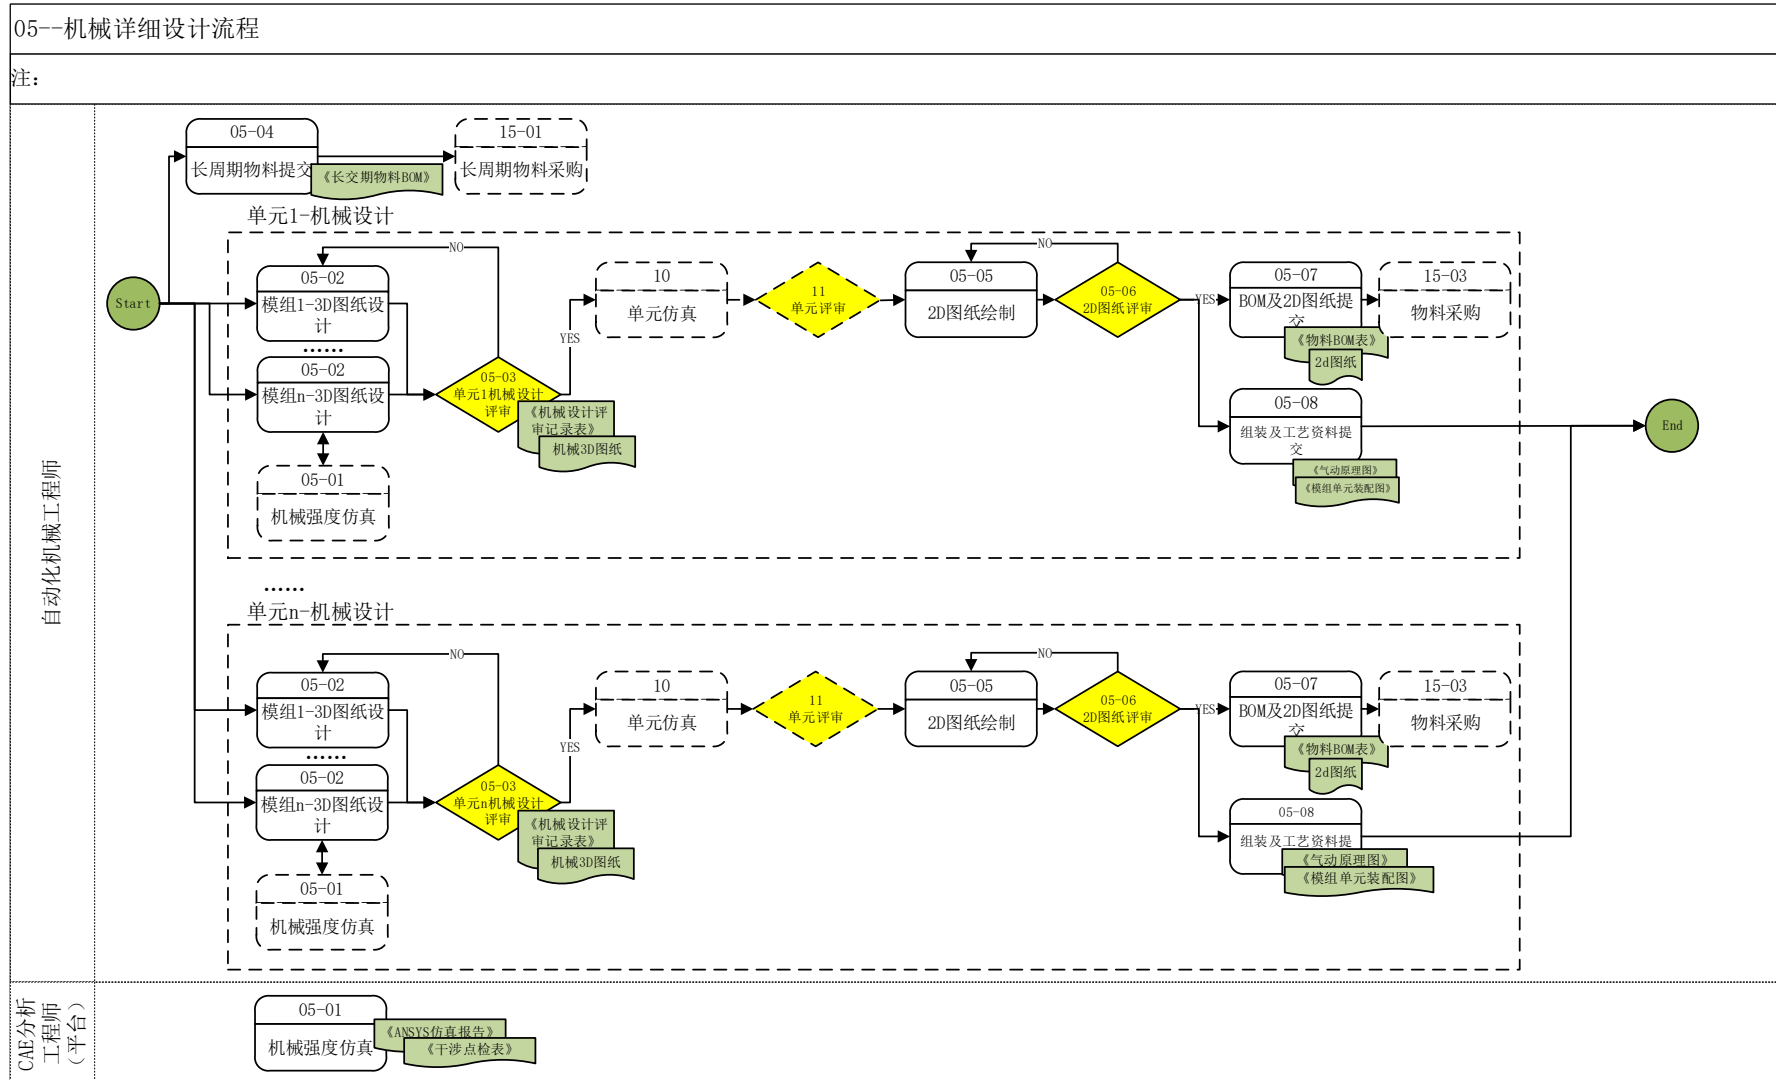 05--机械详细设计流程
注:
自动化机械工程师
05-04
长周期物料提交
《长交期物料BOM》
15-01
长周期物料采购
单元1-机械设计
Start
NO
05-02
模组1-3D图纸设
计
……
05-02
模组n-3D图纸设
计
05-01
机械强度仿真
05-03
单元1机械设计
评审
《机械设计评
审记录表》
机械3D图纸
YES
10
单元仿真
11
单元评审
NO
05-05
2D图纸绘制
05-06
2D图纸评审
YES
05-07
BOM及2D图纸提
交
《物料BOM表》
2d图纸
15-03
物料采购
05-08
组装及工艺资料提
交
《气动原理图》
《模组单元装配图》
End
……
单元n-机械设计
NO
05-02
模组1-3D图纸设
计
……
05-02
模组n-3D图纸设
计
05-01
机械强度仿真
05-03
单元n机械设计
评审
《机械设计评
审记录表》
机械3D图纸
YES
10
单元仿真
11
单元评审
NO
05-05
2D图纸绘制
05-06
2D图纸评审
YES
05-07
BOM及2D图纸提
交
《物料BOM表》
2d图纸
15-03
物料采购
05-08
组装及工艺资料提
《气动原理图》
《模组单元装配图》
CAE分析
工程师
（平台）
05-01
机械强度仿真
《ANSYS仿真报告》
《干涉点检表》